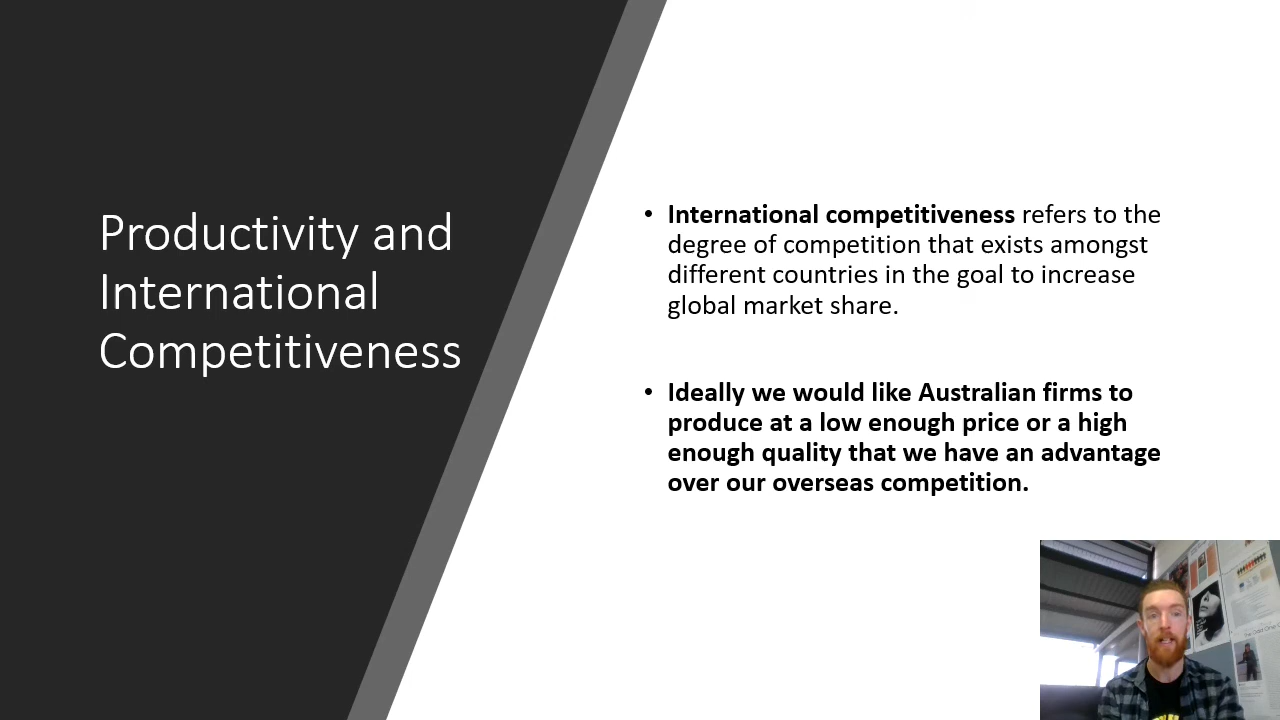 Productivity and
International
Competitiveness
• International competitiveness refers to the
degree of competition that exists amongst
different countries in the goal to increase
global market share.
• Ideally we would like Australian firms to
produce at a low enough price or a high
enough quality that we have an advantage
over our overseas competition.